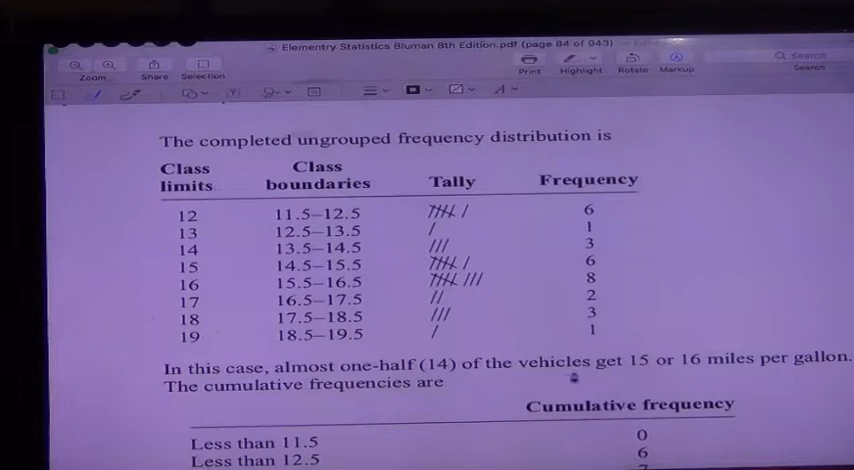 Elementry Statistics Bluman 8th Edition.pdf (page 84 of 943)
Zoom Share Selection Print Highlight Rotate Markup Search
Search
The completed ungrouped frequency distribution is
Class limits Class boundaries Tally Frequency
12 11.5–12.5 6
13 12.5–13.5 1
14 13.5–14.5 3
15 14.5–15.5 6
16 15.5–16.5 8
17 16.5–17.5 2
18 17.5–18.5 3
19 18.5–19.5 1
In this case, almost one-half (14) of the vehicles get 15 or 16 miles per gallon.
The cumulative frequencies are
Cumulative frequency
Less than 11.5 0
Less than 12.5 6